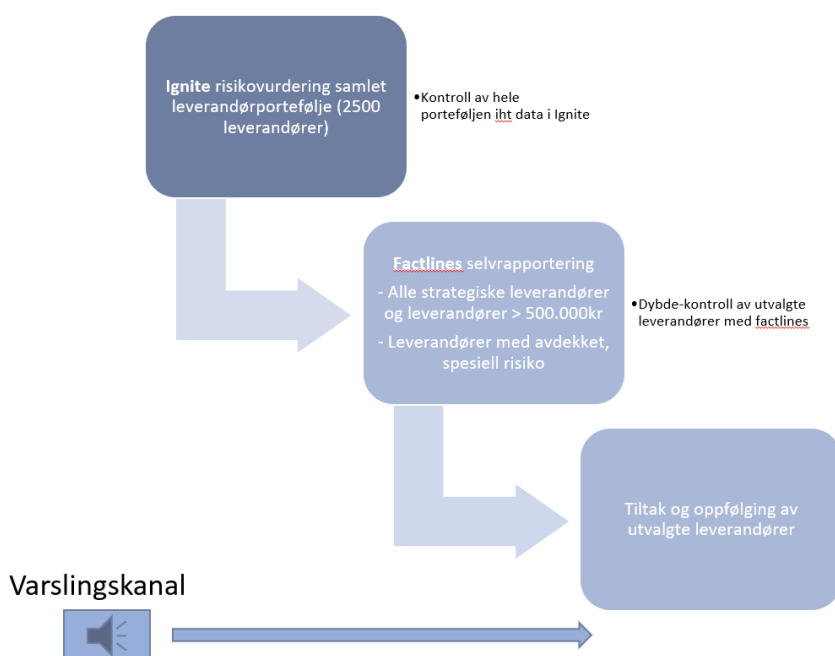 Ignite risikovurdering samlet
leverandørportefølje (2500
leverandører)
•Kontroll av hele
porteføljen iht data i Ignite
Factlines selvrapportering
- Alle strategiske leverandører
og leverandører > 500.000kr
- Leverandører med avdekket,
spesiell risiko
•Dybde-kontroll av utvalgte
leverandører med factlines
Tiltak og oppfølging av
utvalgte leverandører
Varslingskanal